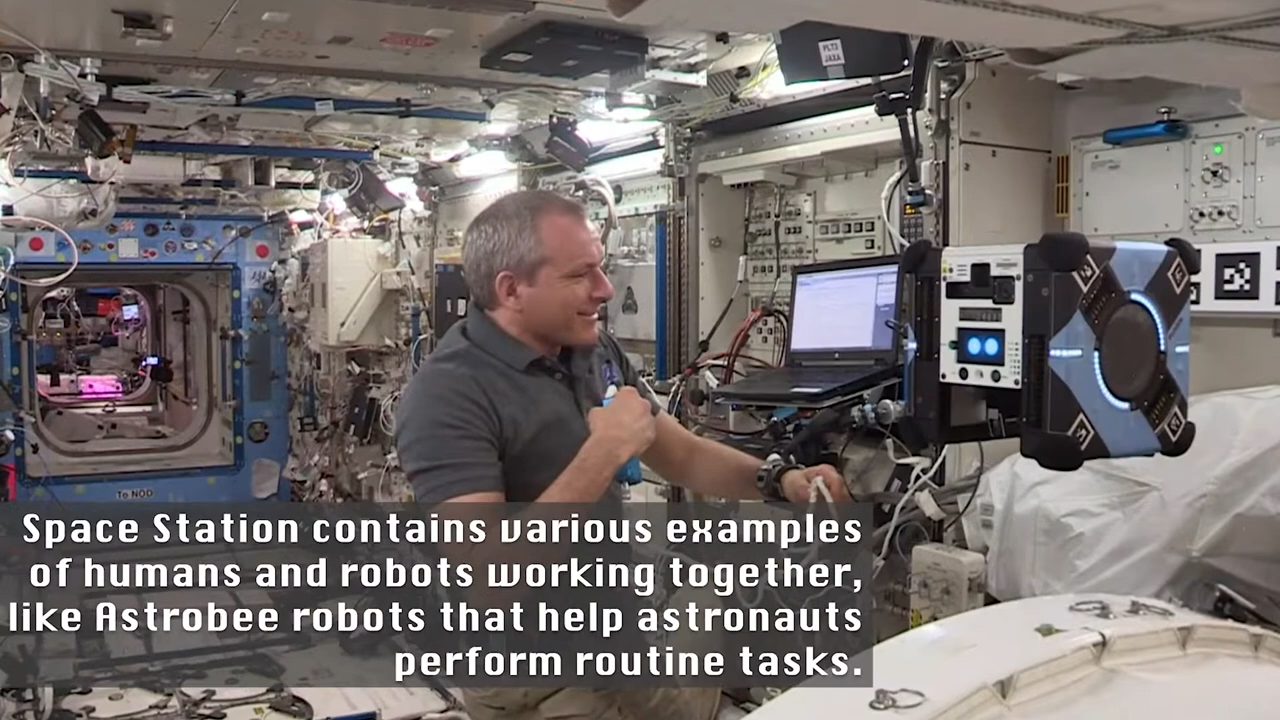 PLT3
JAXA
To NOD
Space Station contains various examples
of humans and robots working together,
like Astrobee robots that help astronauts
perform routine tasks.